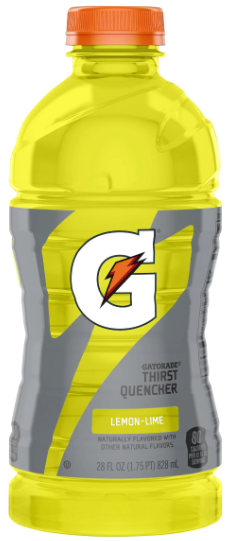 G
GATORADE®
THIRST
QUENCHER
LEMON-LIME
NATURALLY FLAVORED WITH
OTHER NATURAL FLAVORS
80
28 FL OZ (1.75 PT) 828 mL